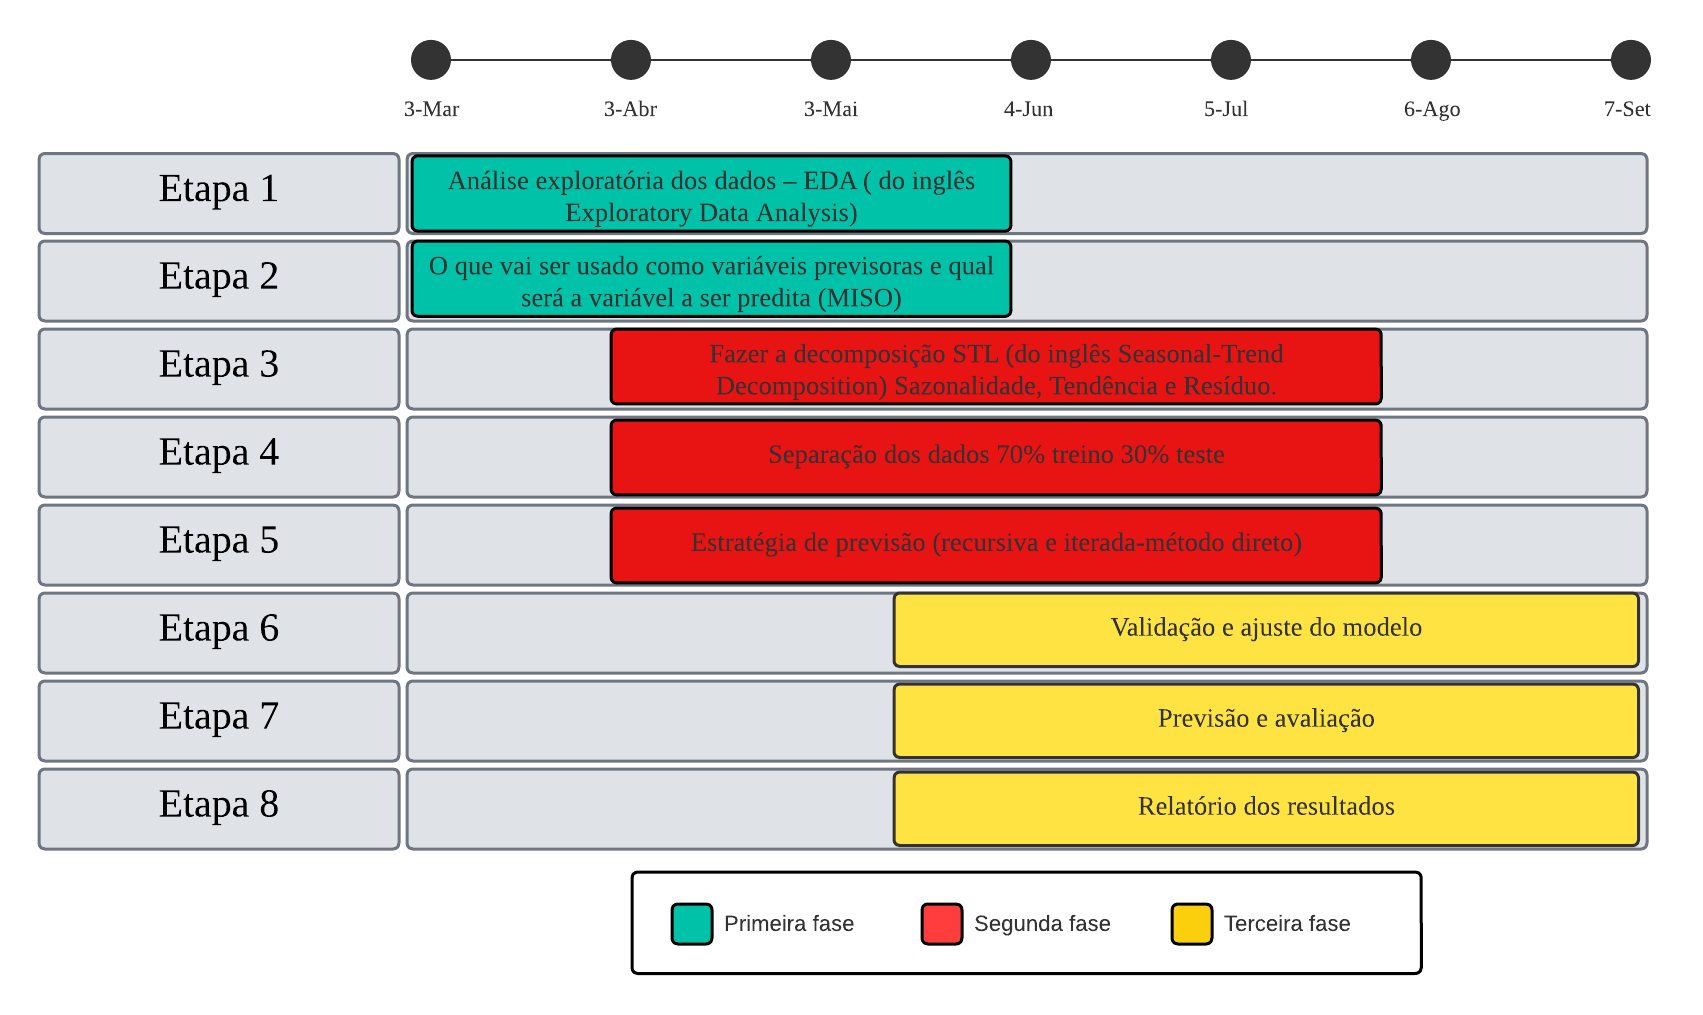 3-Mar
3-Abr
3-Mai
4-Jun
5-Jul
6-Ago
7-Set
Etapa 1
Análise exploratória dos dados – EDA ( do inglês
Exploratory Data Analysis)
Etapa 2
O que vai ser usado como variáveis previsoras e qual
será a variável a ser predita (MISO)
Etapa 3
Fazer a decomposição STL (do inglês Seasonal-Trend
Decomposition) Sazonalidade, Tendência e Resíduo.
Etapa 4
Separação dos dados 70% treino 30% teste
Etapa 5
Estratégia de previsão (recursiva e iterada-método direto)
Etapa 6
Validação e ajuste do modelo
Etapa 7
Previsão e avaliação
Etapa 8
Relatório dos resultados
Primeira fase
Segunda fase
Terceira fase